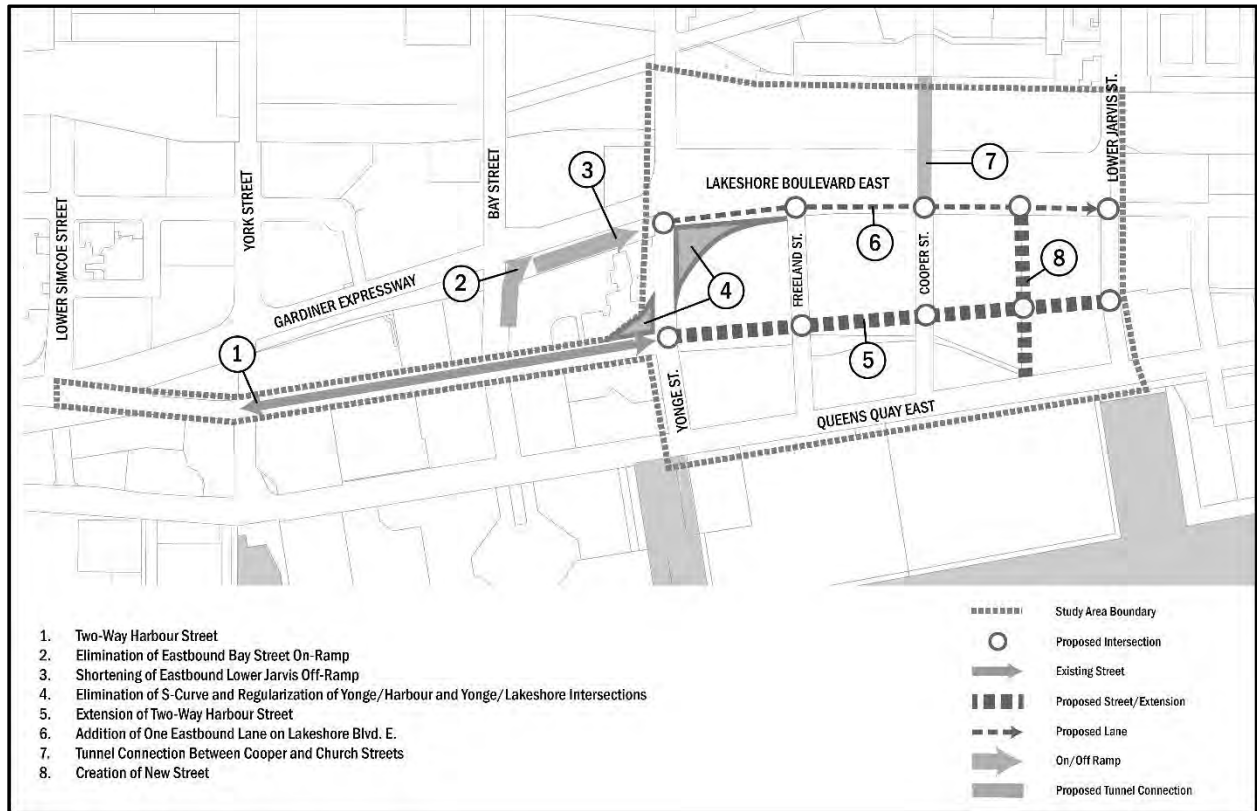 LOWER SIMCOE STREET
YORK STREET
BAY STREET
GARDINER EXPRESSWAY
LAKESHORE BOULEVARD EAST
LOWER JARVIS ST.
FREELAND ST.
COOPER ST.
YONGE ST.
QUEENS QUAY EAST
1
2
3
4
5
6
7
8
1. Two-Way Harbour Street
2. Elimination of Eastbound Bay Street On-Ramp
3. Shortening of Eastbound Lower Jarvis Off-Ramp
4. Elimination of S-Curve and Regularization of Yonge/Harbour and Yonge/Lakeshore Intersections
5. Extension of Two-Way Harbour Street
6. Addition of One Eastbound Lane on Lakeshore Blvd. E.
7. Tunnel Connection Between Cooper and Church Streets
8. Creation of New Street
Study Area Boundary
Proposed Intersection
Existing Street
Proposed Street/Extension
Proposed Lane
On/Off Ramp
Proposed Tunnel Connection